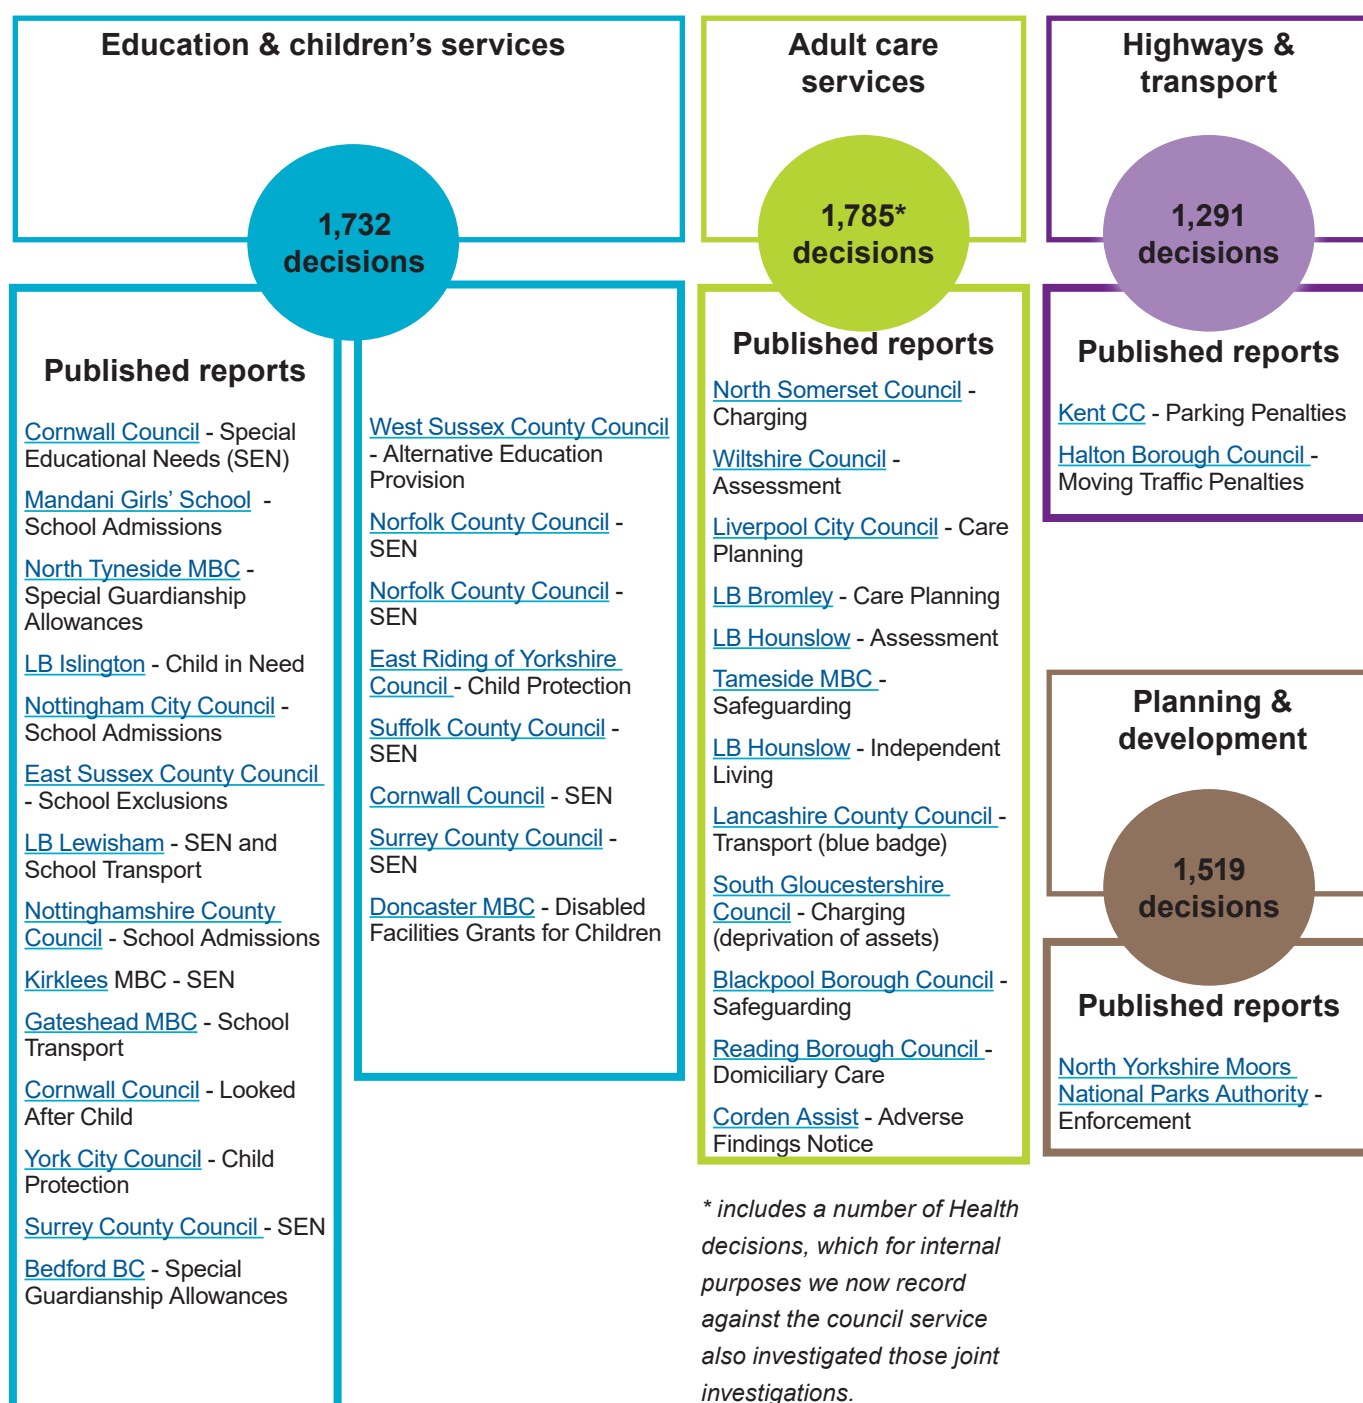 Education & children’s services
1,732
decisions
Published reports
Cornwall Council - Special
Educational Needs (SEN)
Mandani Girls’ School  -
School Admissions
North Tyneside MBC -
Special Guardianship
Allowances
LB Islington - Child in Need
Nottingham City Council -
School Admissions
East Sussex County Council
- School Exclusions
LB Lewisham - SEN and
School Transport
Nottinghamshire County
Council - School Admissions
Kirklees MBC - SEN
Gateshead MBC - School
Transport
Cornwall Council - Looked
After Child
York City Council - Child
Protection
Surrey County Council - SEN
Bedford BC - Special
Guardianship Allowances
West Sussex County Council
- Alternative Education
Provision
Norfolk County Council -
SEN
Norfolk County Council -
SEN
East Riding of Yorkshire
Council - Child Protection
Suffolk County Council -
SEN
Cornwall Council - SEN
Surrey County Council -
SEN
Doncaster MBC - Disabled
Facilities Grants for Children
Adult care
services
1,785*
decisions
Published reports
North Somerset Council -
Charging
Wiltshire Council -
Assessment
Liverpool City Council - Care
Planning
LB Bromley - Care Planning
LB Hounslow - Assessment
Tameside MBC -
Safeguarding
LB Hounslow - Independent
Living
Lancashire County Council -
Transport (blue badge)
South Gloucestershire
Council - Charging
(deprivation of assets)
Blackpool Borough Council -
Safeguarding
Reading Borough Council -
Domiciliary Care
Corden Assist - Adverse
Findings Notice
* includes a number of Health
decisions, which for internal
purposes we now record
against the council service
also investigated those joint
investigations.
Highways &
transport
1,291
decisions
Published reports
Kent CC - Parking Penalties
Halton Borough Council -
Moving Traffic Penalties
Planning &
development
1,519
decisions
Published reports
North Yorkshire Moors
National Parks Authority -
Enforcement